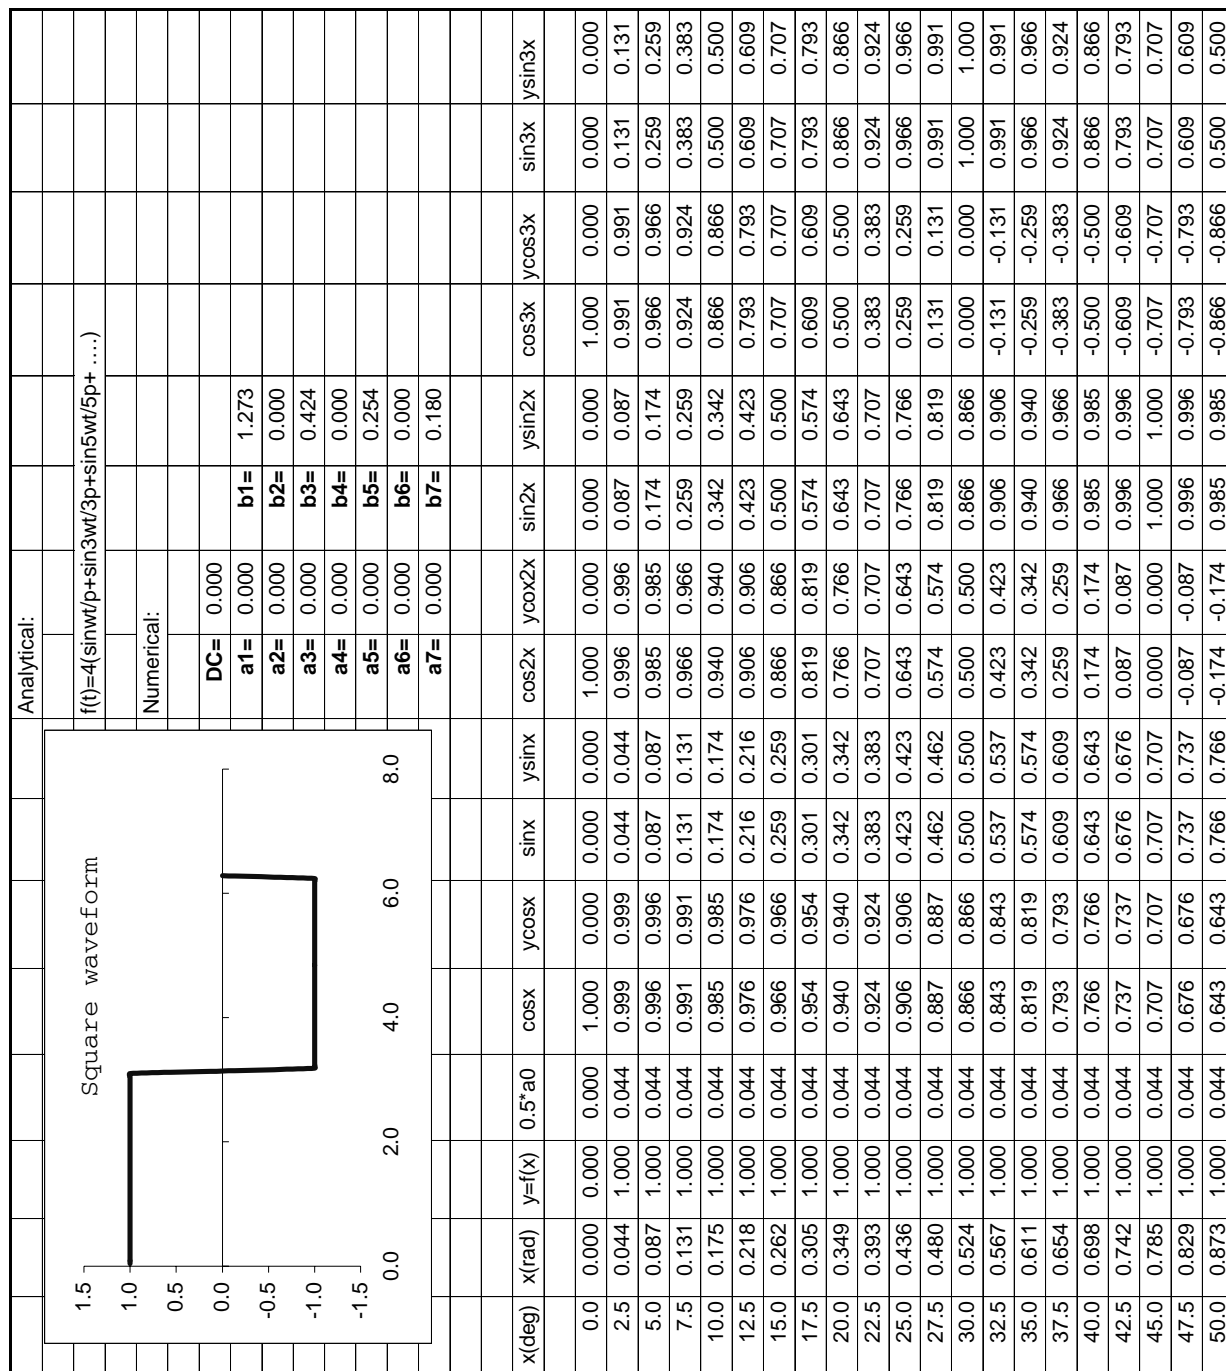 Analytical:
f(t)=4(sinwt/p+sin3wt/3p+sin5wt/5p+ ....)
Numerical:
DC= 0.000
a1= 0.000 b1= 1.273
a2= 0.000 b2= 0.000
a3= 0.000 b3= 0.424
a4= 0.000 b4= 0.000
a5= 0.000 b5= 0.254
a6= 0.000 b6= 0.000
a7= 0.000 b7= 0.180
Square waveform
1.5
1.0
0.5
0.0
-0.5
-1.0
-1.5
0.0 2.0 4.0 6.0 8.0
x(deg) x(rad) y=f(x) 0.5*a0 cosx ycosx sinx ysinx cos2x ycox2x sin2x ysin2x cos3x ycos3x sin3x ysin3x
0.0 0.000 0.000 0.000 1.000 0.000 0.000 0.000 1.000 0.000 0.000 0.000 1.000 0.000 0.000 0.000
2.5 0.044 1.000 0.044 0.999 0.999 0.044 0.044 0.996 0.996 0.087 0.087 0.991 0.991 0.131 0.131
5.0 0.087 1.000 0.044 0.996 0.996 0.087 0.087 0.985 0.985 0.174 0.174 0.966 0.966 0.259 0.259
7.5 0.131 1.000 0.044 0.991 0.991 0.131 0.131 0.966 0.966 0.259 0.259 0.924 0.924 0.383 0.383
10.0 0.175 1.000 0.044 0.985 0.985 0.174 0.174 0.940 0.940 0.342 0.342 0.866 0.866 0.500 0.500
12.5 0.218 1.000 0.044 0.976 0.976 0.216 0.216 0.906 0.906 0.423 0.423 0.793 0.793 0.609 0.609
15.0 0.262 1.000 0.044 0.966 0.966 0.259 0.259 0.866 0.866 0.500 0.500 0.707 0.707 0.707 0.707
17.5 0.305 1.000 0.044 0.954 0.954 0.301 0.301 0.819 0.819 0.574 0.574 0.609 0.609 0.793 0.793
20.0 0.349 1.000 0.044 0.940 0.940 0.342 0.342 0.766 0.766 0.643 0.643 0.500 0.500 0.866 0.866
22.5 0.393 1.000 0.044 0.924 0.924 0.383 0.383 0.707 0.707 0.707 0.707 0.383 0.383 0.924 0.924
25.0 0.436 1.000 0.044 0.906 0.906 0.423 0.423 0.643 0.643 0.766 0.766 0.259 0.259 0.966 0.966
27.5 0.480 1.000 0.044 0.887 0.887 0.462 0.462 0.574 0.574 0.819 0.819 0.131 0.131 0.991 0.991
30.0 0.524 1.000 0.044 0.866 0.866 0.500 0.500 0.500 0.500 0.866 0.866 0.000 0.000 1.000 1.000
32.5 0.567 1.000 0.044 0.843 0.843 0.537 0.537 0.423 0.423 0.906 0.906 -0.131 -0.131 0.991 0.991
35.0 0.611 1.000 0.044 0.819 0.819 0.574 0.574 0.342 0.342 0.940 0.940 -0.259 -0.259 0.966 0.966
37.5 0.654 1.000 0.044 0.793 0.793 0.609 0.609 0.259 0.259 0.966 0.966 -0.383 -0.383 0.924 0.924
40.0 0.698 1.000 0.044 0.766 0.766 0.643 0.643 0.174 0.174 0.985 0.985 -0.500 -0.500 0.866 0.866
42.5 0.742 1.000 0.044 0.737 0.737 0.676 0.676 0.087 0.087 0.996 0.996 -0.609 -0.609 0.793 0.793
45.0 0.785 1.000 0.044 0.707 0.707 0.707 0.707 0.000 0.000 1.000 1.000 -0.707 -0.707 0.707 0.707
47.5 0.829 1.000 0.044 0.676 0.676 0.737 0.737 -0.087 -0.087 0.996 0.996 -0.793 -0.793 0.609 0.609
50.0 0.873 1.000 0.044 0.643 0.643 0.766 0.766 -0.174 -0.174 0.985 0.985 -0.866 -0.866 0.500 0.500